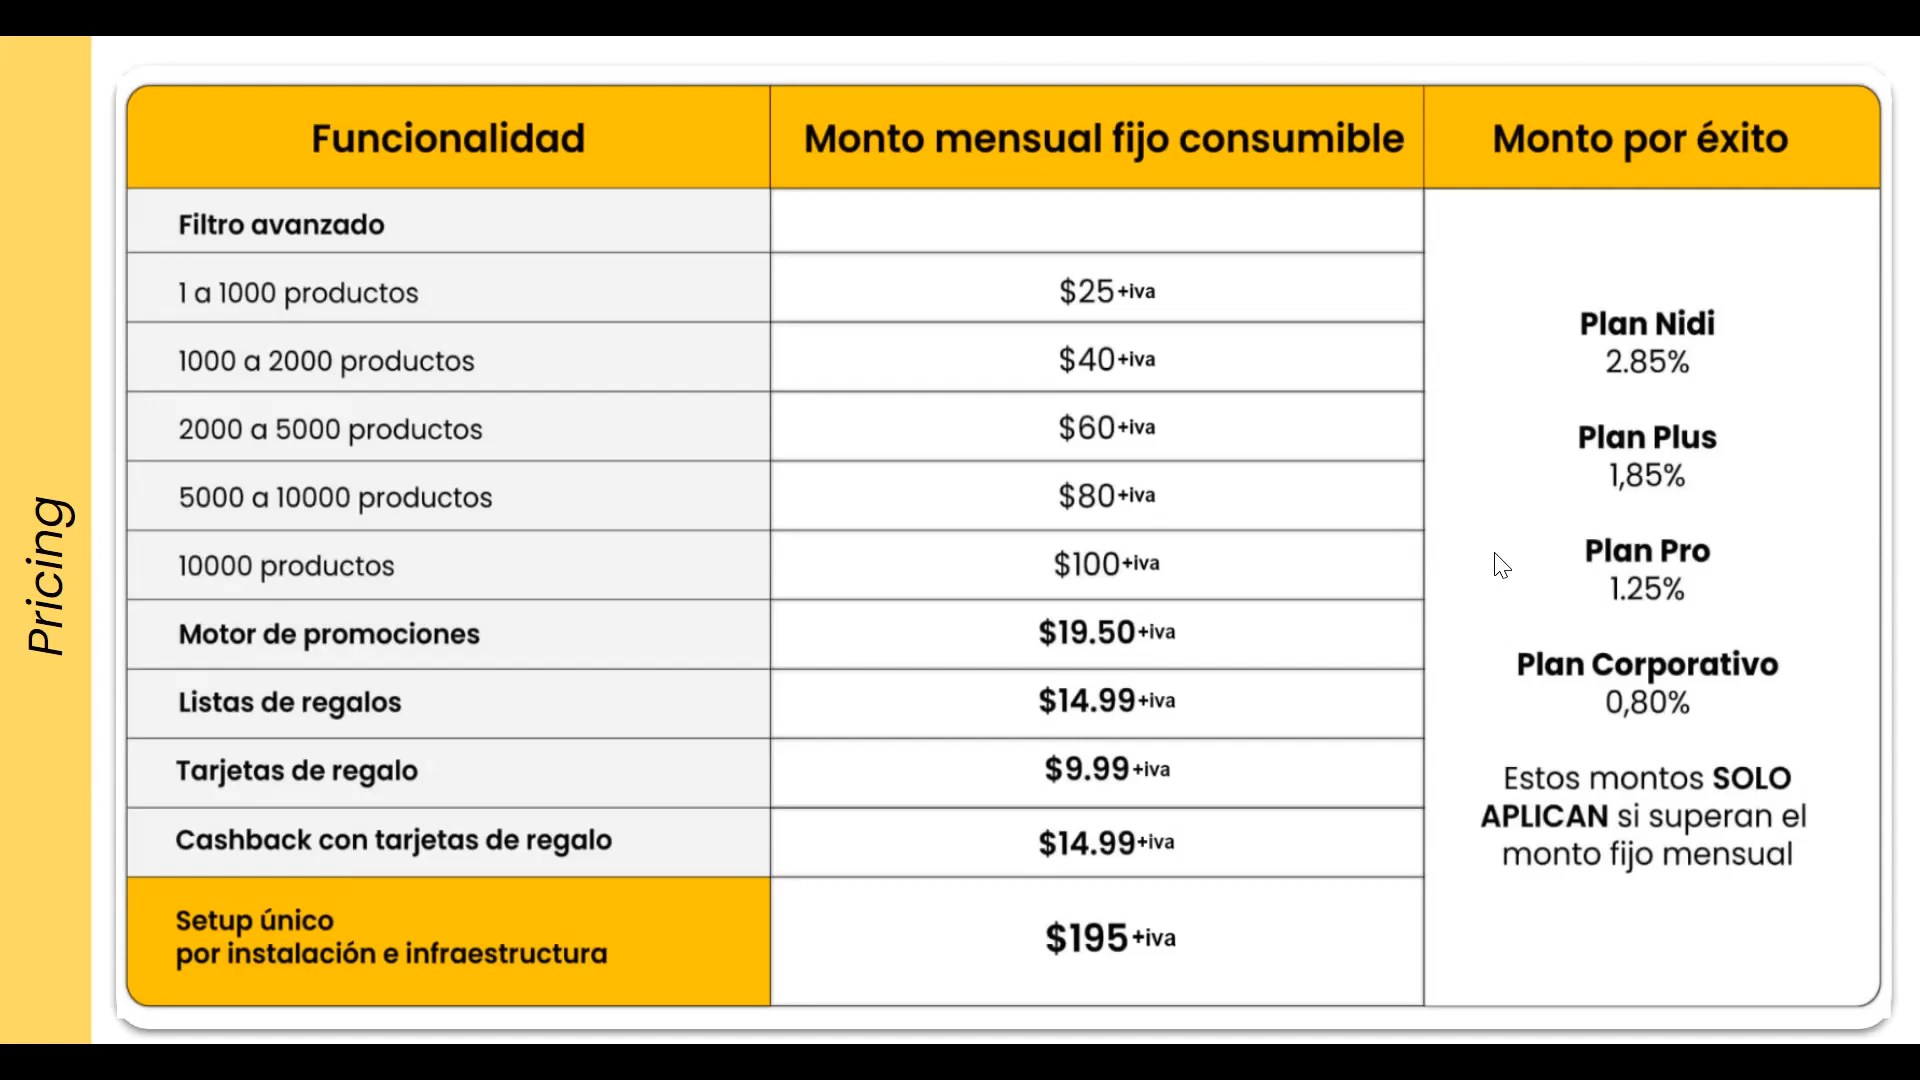 Pricing
Funcionalidad
Monto mensual fijo consumible
Monto por éxito
Filtro avanzado
1 a 1000 productos
$25+iva
1000 a 2000 productos
$40+iva
2000 a 5000 productos
$60+iva
5000 a 10000 productos
$80+iva
10000 productos
$100+iva
Motor de promociones
$19.50+iva
Listas de regalos
$14.99+iva
Tarjetas de regalo
$9.99+iva
Cashback con tarjetas de regalo
$14.99+iva
Setup único
por instalación e infraestructura
$195+iva
Plan Nidi
2.85%
Plan Plus
1,85%
Plan Pro
1.25%
Plan Corporativo
0,80%
Estos montos SOLO
APLICAN si superan el
monto fijo mensual